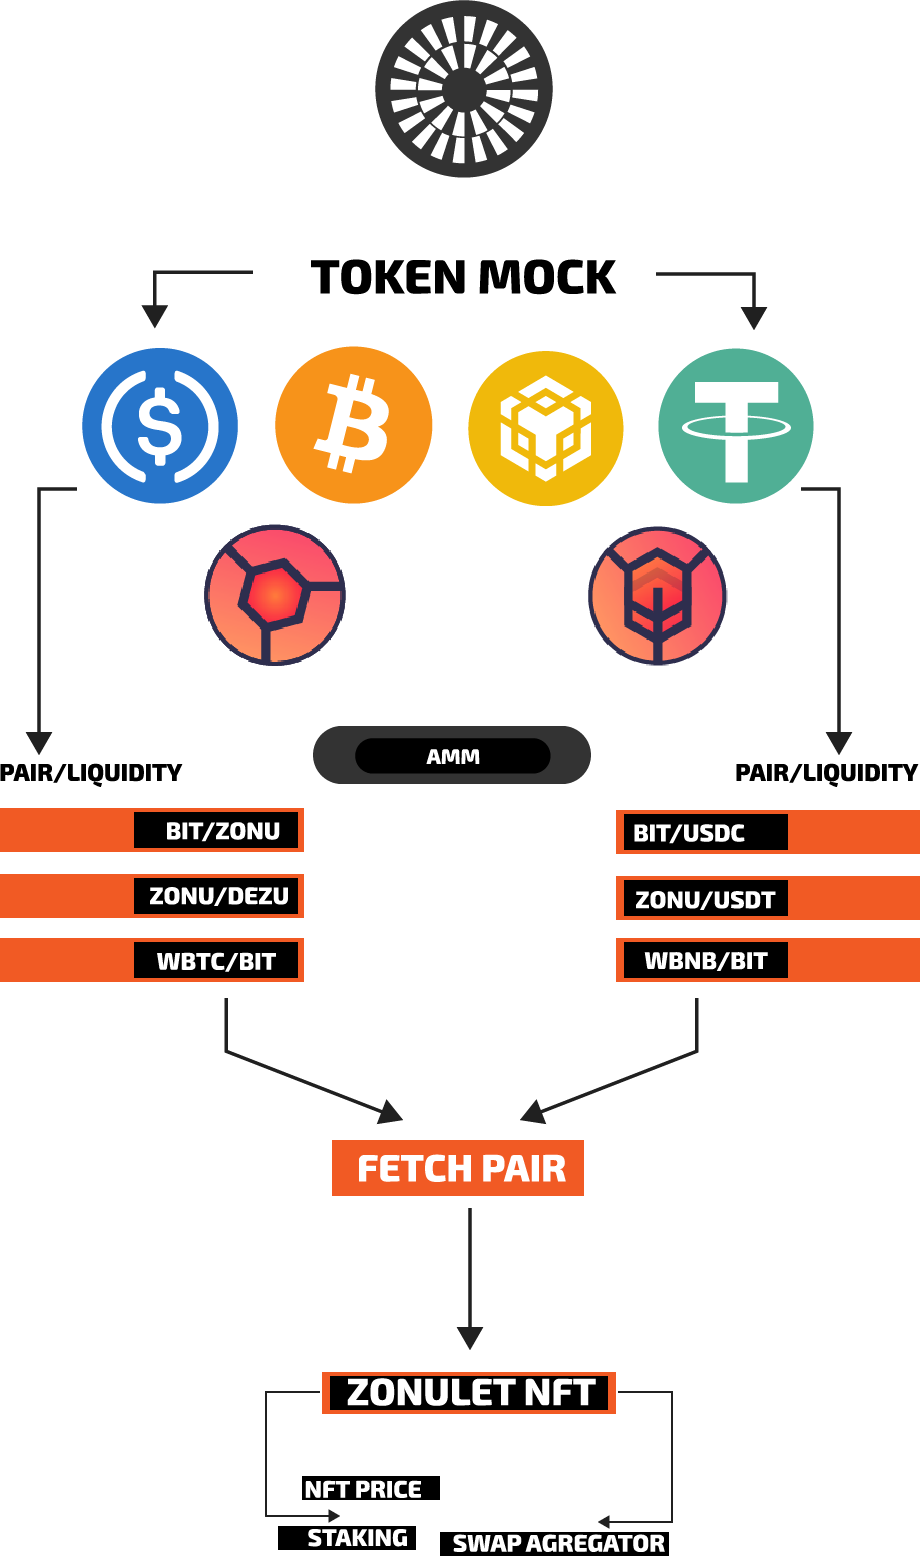 TOKEN MOCK
AMM
PAIR/LIQUIDITY
PAIR/LIQUIDITY
BIT/ZONU
BIT/USDC
ZONU/DEZU
ZONU/USDT
WBTC/BIT
WBNB/BIT
FETCH PAIR
ZONULET NFT
NFT PRICE
STAKING
SWAP AGREGATOR